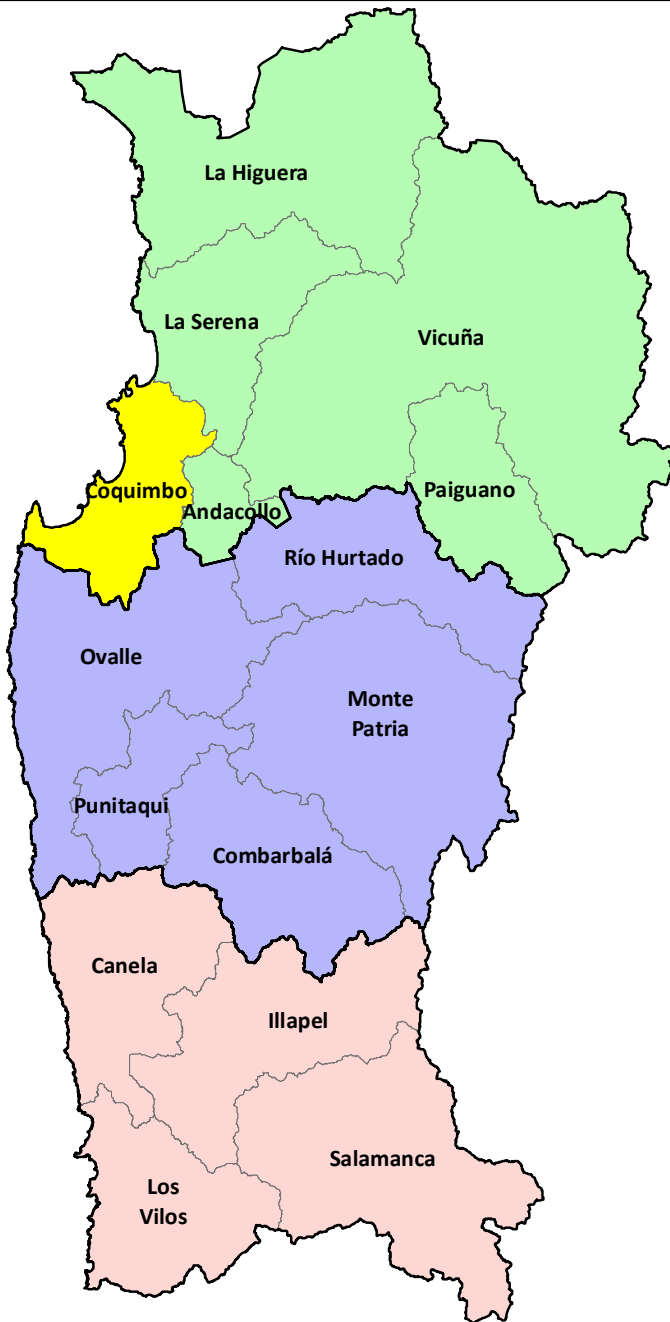 La Higuera
La Serena
Vicuña
Coquimbo
Paiguano
Andacollo
Río Hurtado
Ovalle
Monte
Patria
Punitaqui
Combarbalá
Canela
Illapel
Salamanca
Los
Vilos